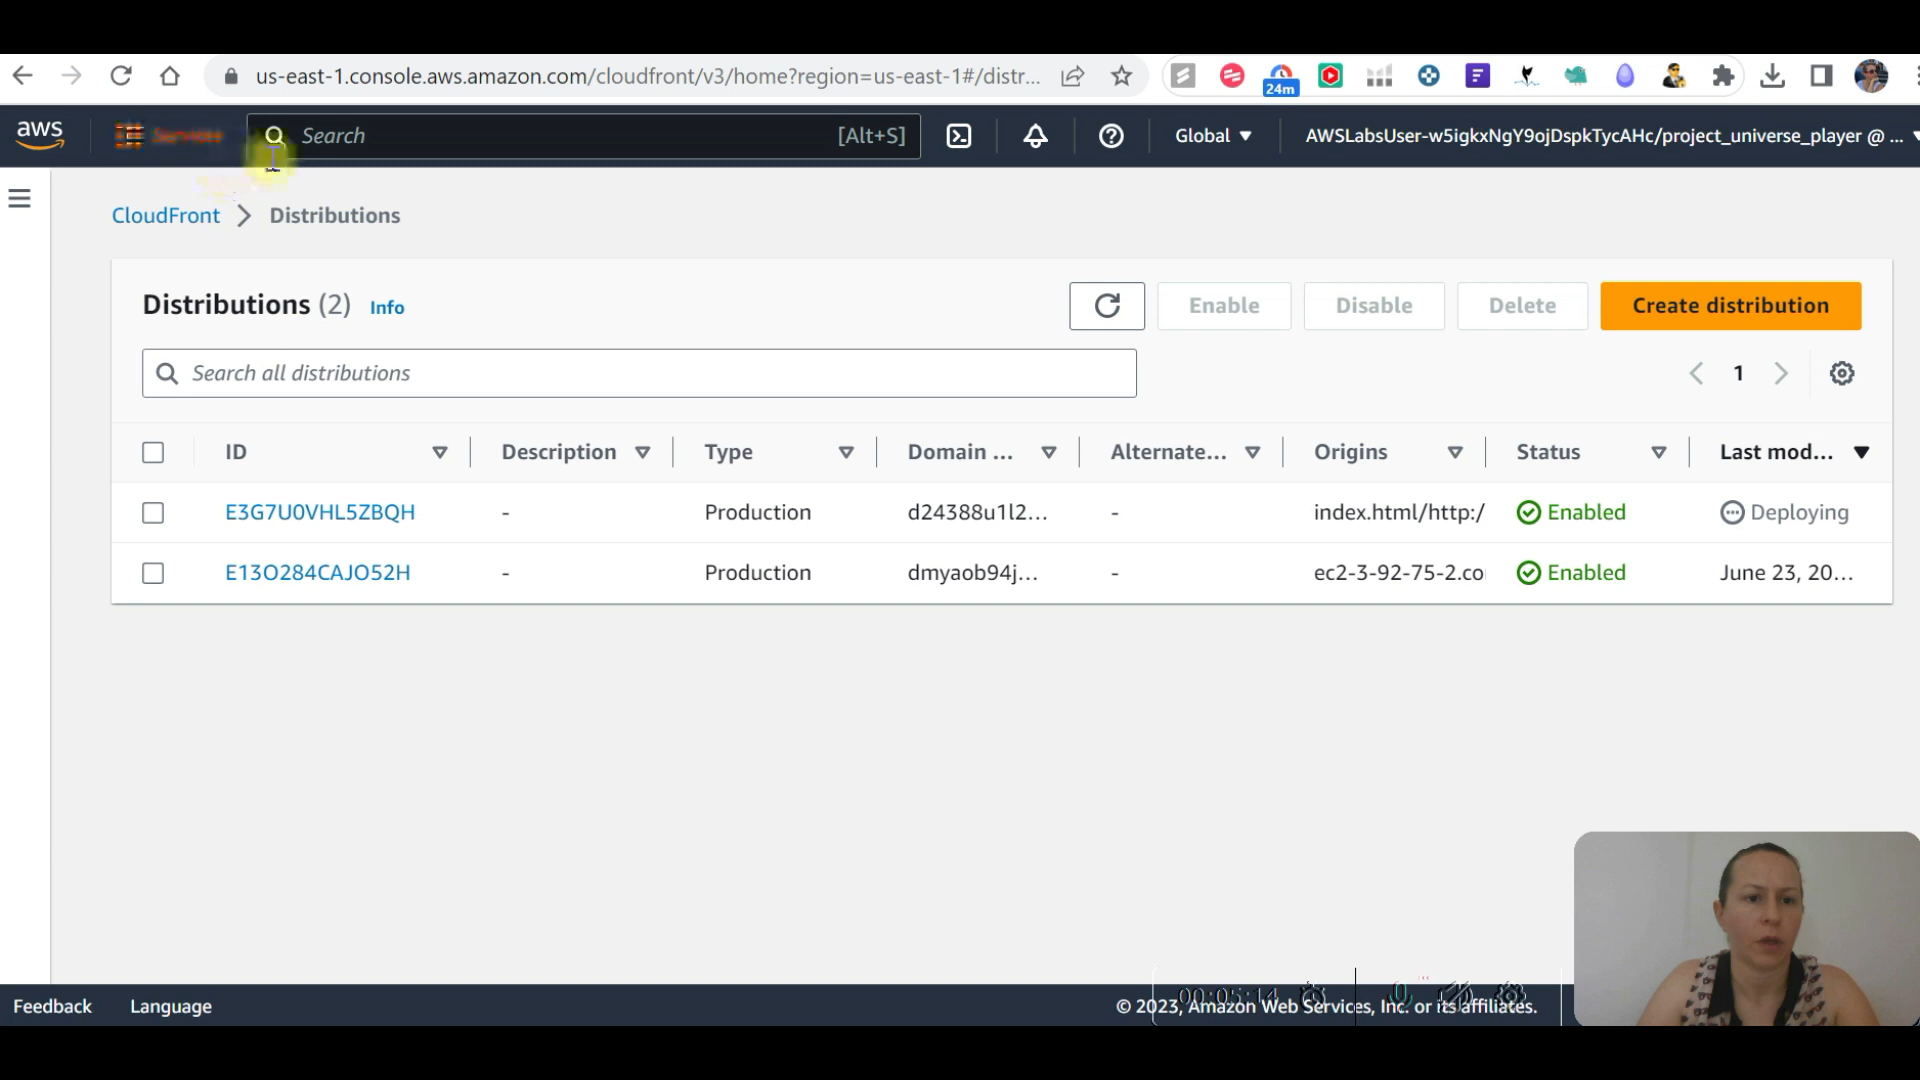 us-east-1.console.aws.amazon.com/cloudfront/v3/home?region=us-east-1#/distr...
24m
aws
Services
Search
[Alt+S]
Global
AWSLabsUser-w5igkxNgY9ojDspkTycAHc/project_universe_player @ ...
CloudFront
Distributions
Distributions (2)
Info
Enable
Disable
Delete
Create distribution
Search all distributions
1
ID
Description
Type
Domain ...
Alternate...
Origins
Status
Last mod...
E3G7U0VHL5ZBQH
-
Production
d24388u1l2...
-
index.html/http:/
Enabled
Deploying
E13O284CAJO52H
-
Production
dmyaob94j...
-
ec2-3-92-75-2.co
Enabled
June 23, 20...
Feedback
Language
00:05:14
© 2023, Amazon Web Services, Inc. or its affiliates.